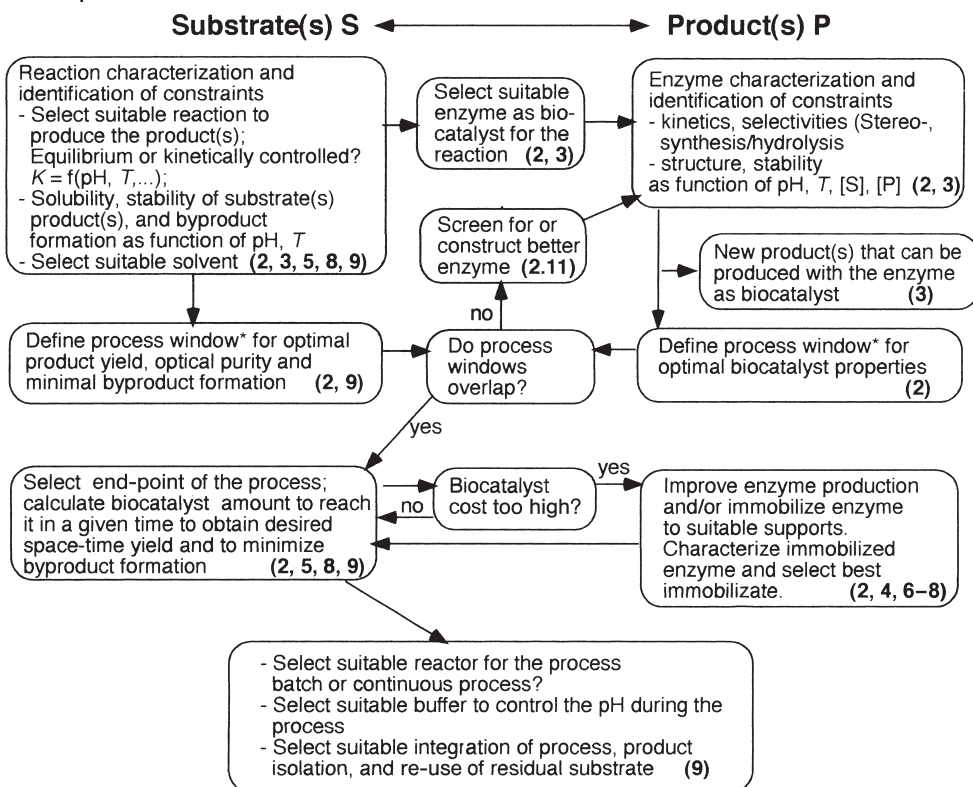 Substrate(s) S
Product(s) P
Reaction characterization and
identification of constraints
- Select suitable reaction to
produce the product(s);
Equilibrium or kinetically controlled?
K = f(pH, T,...);
- Solubility, stability of substrate(s)
product(s), and byproduct
formation as function of pH, T
- Select suitable solvent (2, 3, 5, 8, 9)
Select suitable
enzyme as bio-
catalyst for the
reaction (2, 3)
Enzyme characterization and
identification of constraints
- kinetics, selectivities (Stereo-,
synthesis/hydrolysis
- structure, stability
as function of pH, T, [S], [P] (2, 3)
Screen for or
construct better
enzyme (2.11)
New product(s) that can be
produced with the enzyme
as biocatalyst (3)
no
Define process window* for optimal
product yield, optical purity and
minimal byproduct formation (2, 9)
Do process
windows
overlap?
Define process window* for
optimal biocatalyst properties
(2)
yes
Select end-point of the process;
calculate biocatalyst amount to reach
it in a given time to obtain desired
space-time yield and to minimize
byproduct formation (2, 5, 8, 9)
no
Biocatalyst
cost too high?
yes
Improve enzyme production
and/or immobilize enzyme
to suitable supports.
Characterize immobilized
enzyme and select best
immobilizate. (2, 4, 6–8)
- Select suitable reactor for the process
batch or continuous process?
- Select suitable buffer to control the pH during the
process
- Select suitable integration of process, product
isolation, and re-use of residual substrate (9)